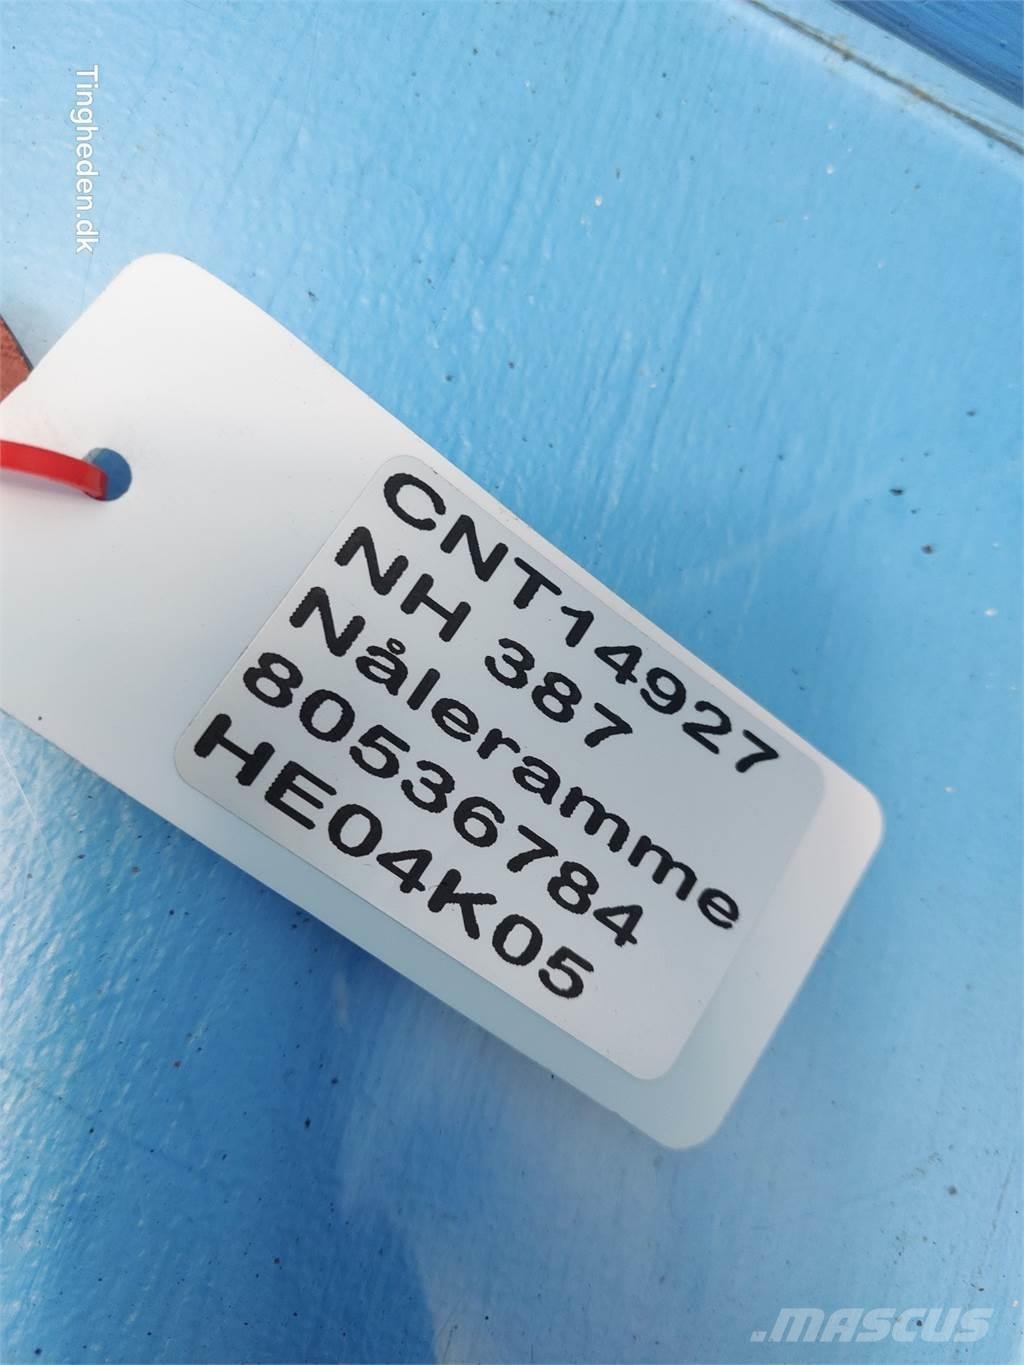 Tingheden.dk
CNT14927
NH 387
Nåleramme
80536784
HE04K05
.MASCUS